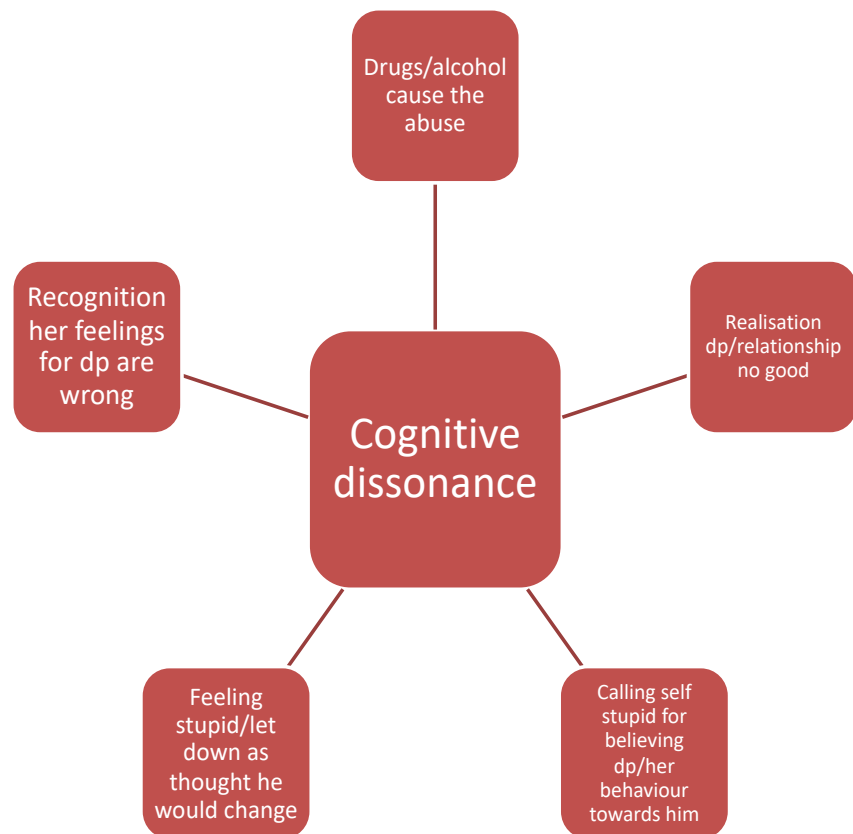 Drugs/alcohol
cause the
abuse
Recognition
her feelings
for dp are
wrong
Realisation
dp/relationship
no good
Cognitive
dissonance
Feeling
stupid/let
down as
thought he
would change
Calling self
stupid for
believing
dp/her
behaviour
towards him